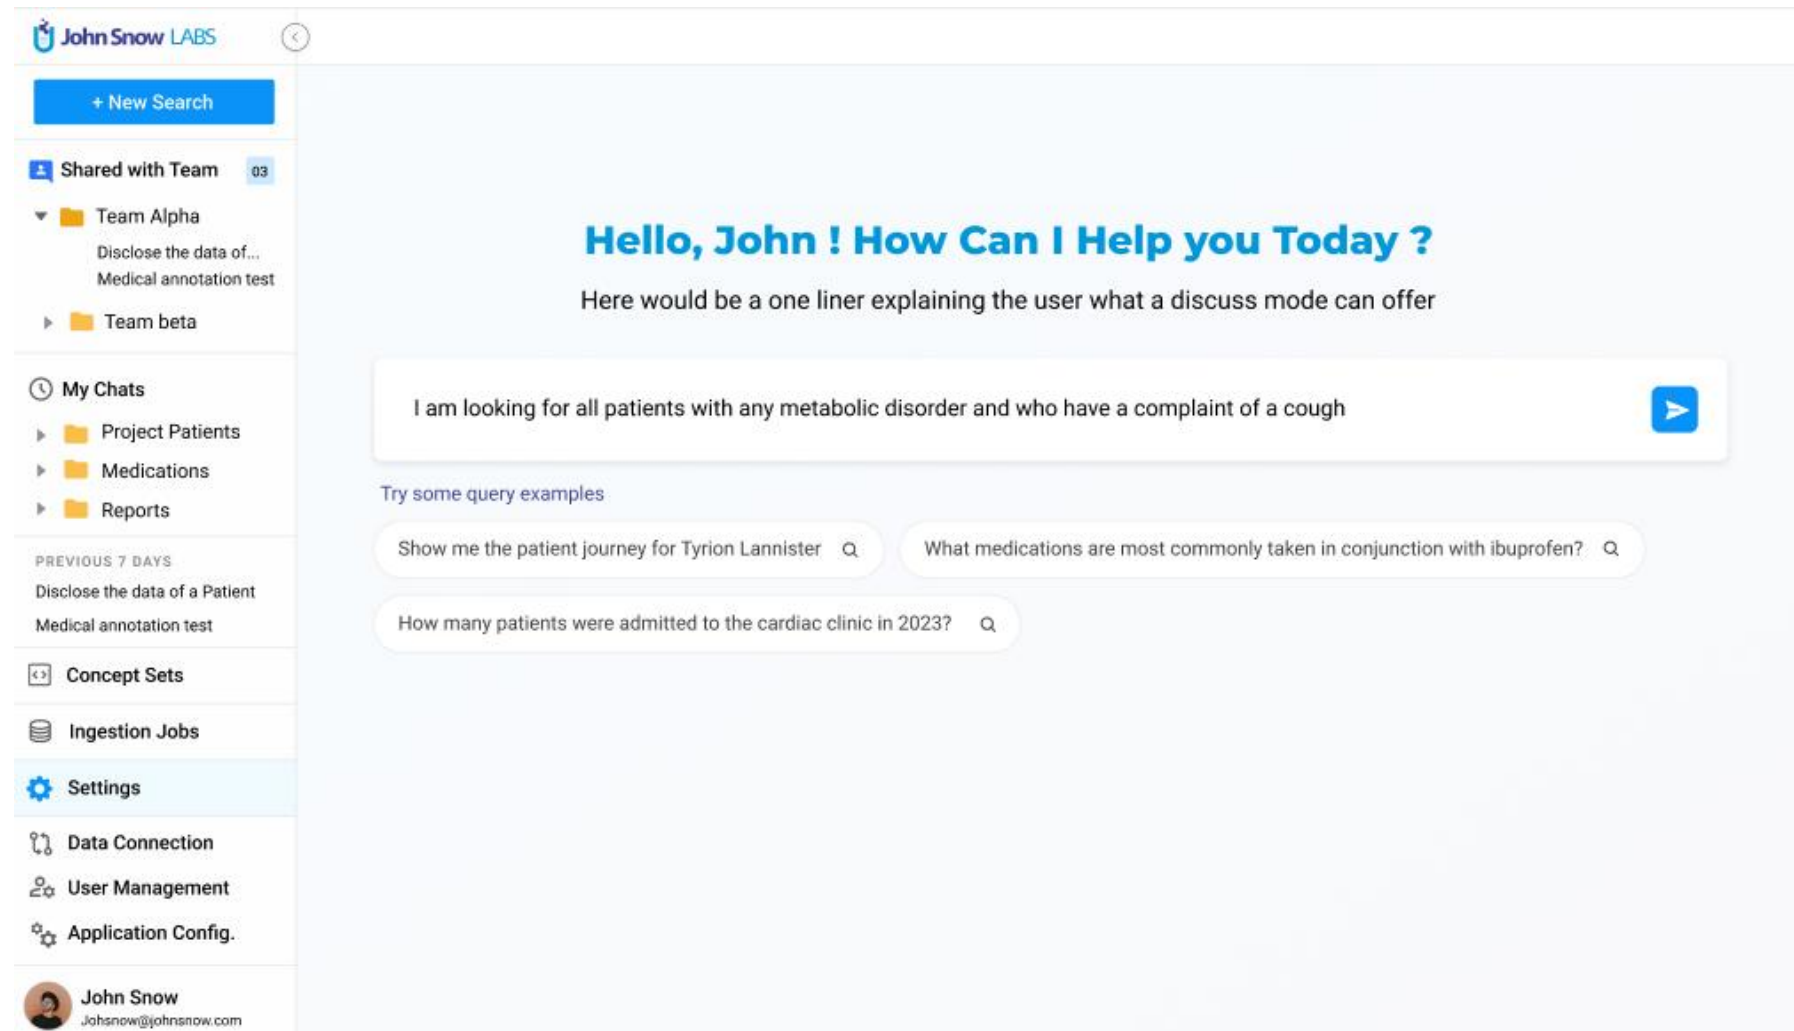 John Snow LABS
+ New Search
Shared with Team 03
Team Alpha
Disclose the data of...
Medical annotation test
Team beta
My Chats
Project Patients
Medications
Reports
PREVIOUS 7 DAYS
Disclose the data of a Patient
Medical annotation test
Concept Sets
Ingestion Jobs
Settings
Data Connection
User Management
Application Config.
John Snow
Johsnow@johnsnow.com
Hello, John ! How Can I Help you Today ?
Here would be a one liner explaining the user what a discuss mode can offer
I am looking for all patients with any metabolic disorder and who have a complaint of a cough
Try some query examples
Show me the patient journey for Tyrion Lannister
What medications are most commonly taken in conjunction with ibuprofen?
How many patients were admitted to the cardiac clinic in 2023?